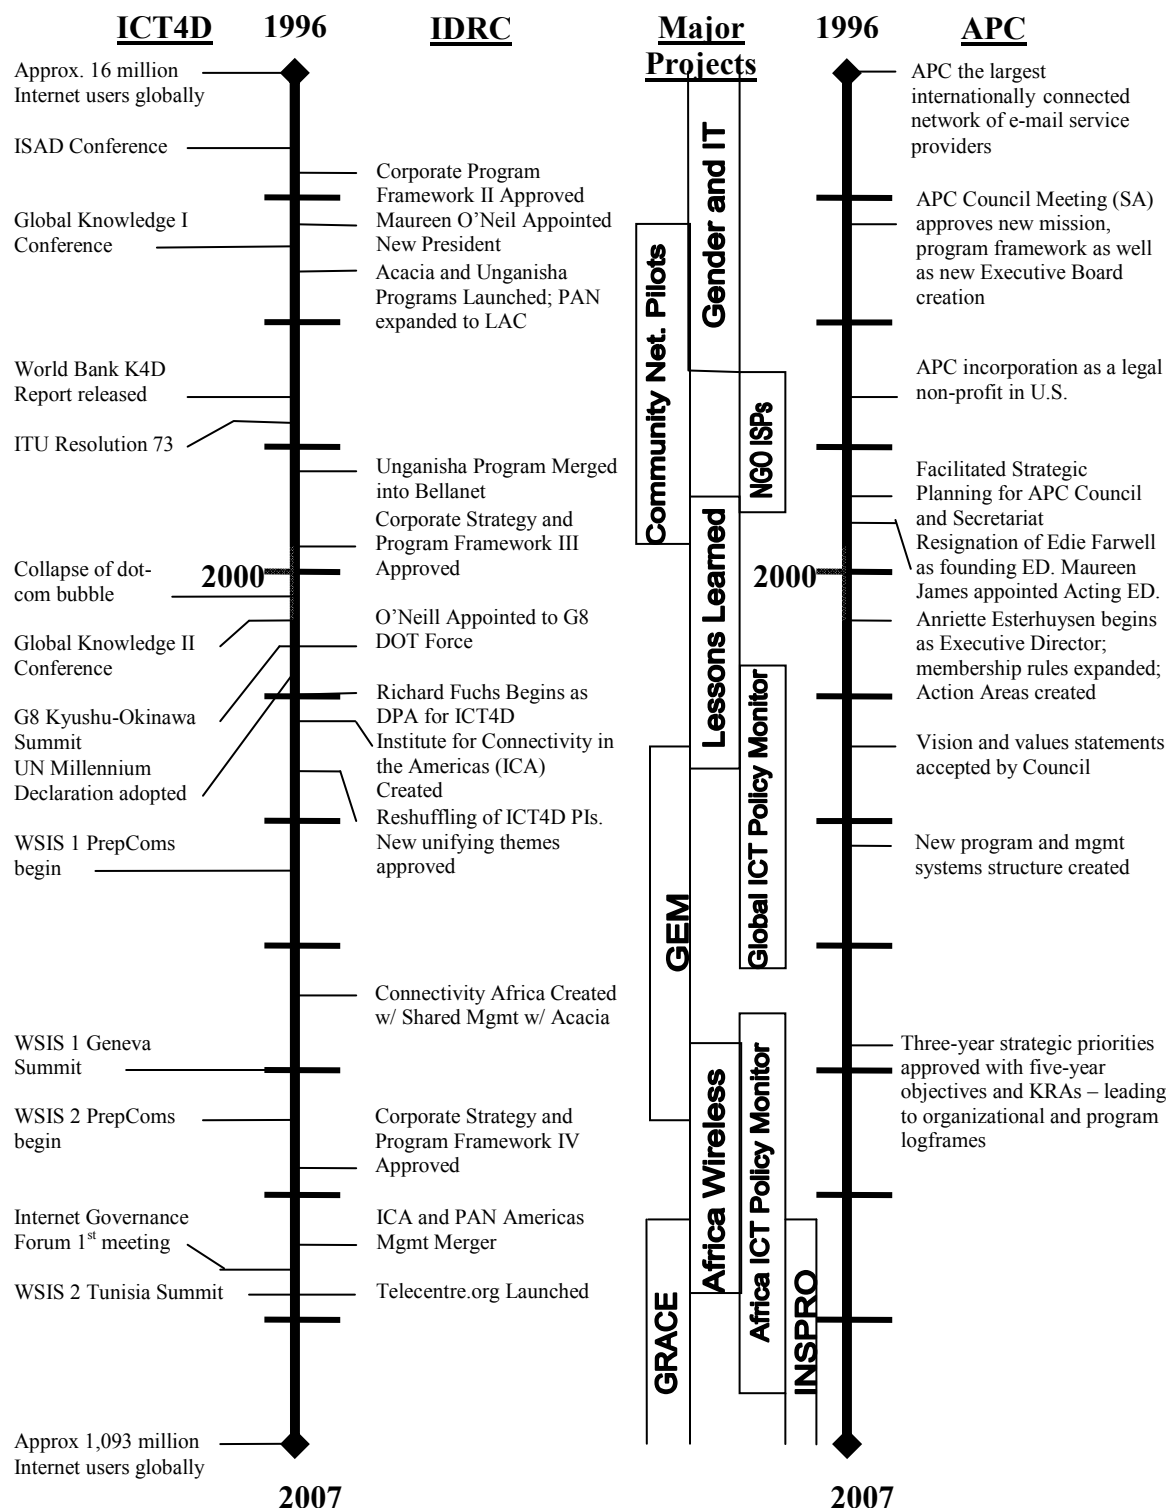 ICT4D
1996
IDRC
Major
Projects
1996
APC
Approx. 16 million
Internet users globally
ISAD Conference
Global Knowledge I
Conference
World Bank K4D
Report released
ITU Resolution 73
Collapse of dot-
com bubble
2000
Global Knowledge II
Conference
G8 Kyushu-Okinawa
Summit
UN Millennium
Declaration adopted
WSIS 1 PrepComs
begin
WSIS 1 Geneva
Summit
WSIS 2 PrepComs
begin
Internet Governance
Forum 1st meeting
WSIS 2 Tunisia Summit
Approx 1,093 million
Internet users globally
2007
Corporate Program
Framework II Approved
Maureen O’Neil Appointed
New President
Acacia and Unganisha
Programs Launched; PAN
expanded to LAC
Unganisha Program Merged
into Bellanet
Corporate Strategy and
Program Framework III
Approved
O’Neill Appointed to G8
DOT Force
Richard Fuchs Begins as
DPA for ICT4D
Institute for Connectivity in
the Americas (ICA)
Created
Reshuffling of ICT4D PIs.
New unifying themes
approved
Connectivity Africa Created
w/ Shared Mgmt w/ Acacia
Corporate Strategy and
Program Framework IV
Approved
ICA and PAN Americas
Mgmt Merger
Telecentre.org Launched
Gender and IT
Community Net. Pilots
NGO ISPs
Lessons Learned
Global ICT Policy Monitor
GEM
Africa Wireless
Africa ICT Policy Monitor
GRACE
INSPRO
APC the largest
internationally connected
network of e-mail service
providers
APC Council Meeting (SA)
approves new mission,
program framework as well
as new Executive Board
creation
APC incorporation as a legal
non-profit in U.S.
Facilitated Strategic
Planning for APC Council
and Secretariat
Resignation of Edie Farwell
as founding ED. Maureen
James appointed Acting ED.
2000
Anriette Esterhuysen begins
as Executive Director;
membership rules expanded;
Action Areas created
Vision and values statements
accepted by Council
New program and mgmt
systems structure created
Three-year strategic priorities
approved with five-year
objectives and KRAs – leading
to organizational and program
logframes
2007